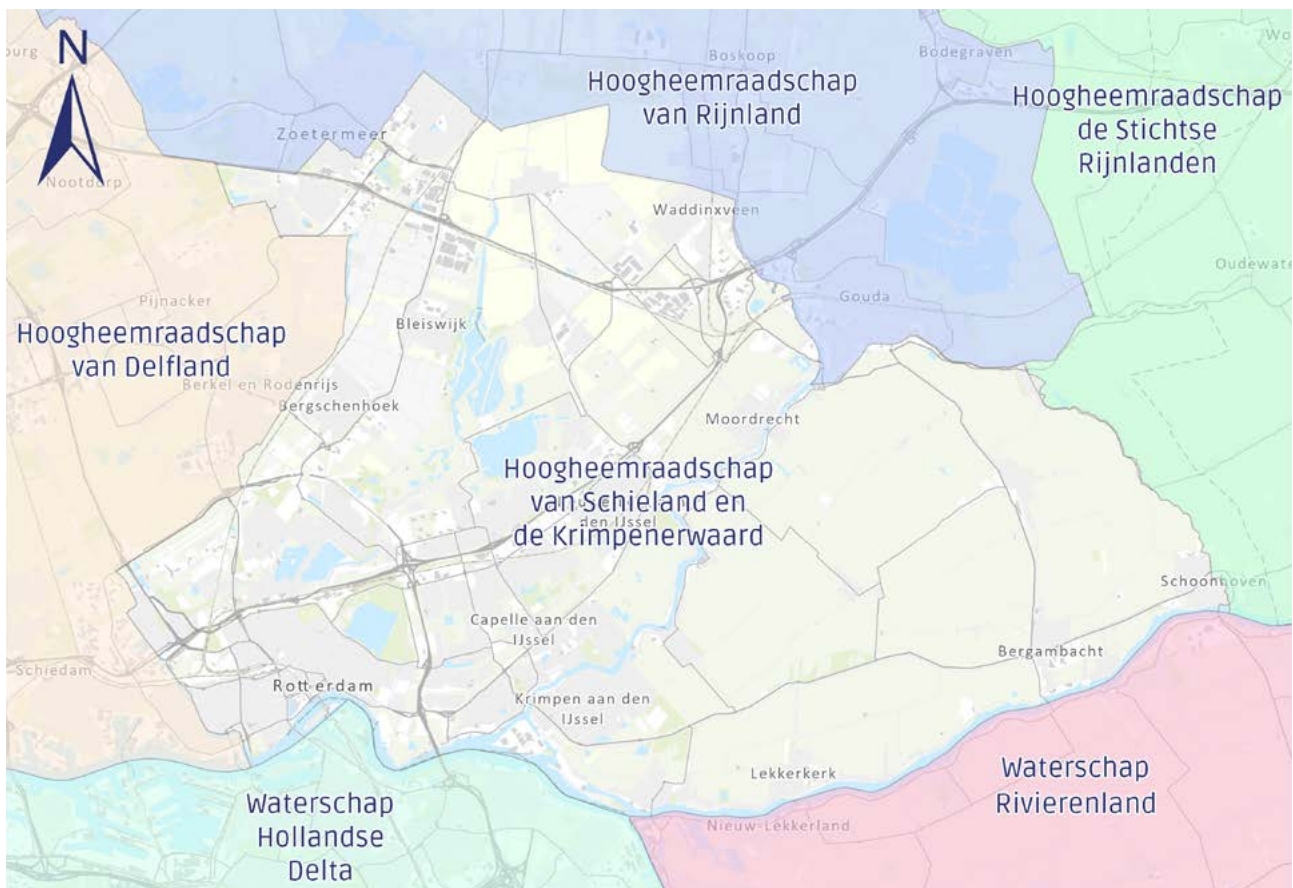 N
Boskoop
Bodegraven
Hoogheemraadschap
van Rijnland
Hoogheemraadschap
de Stichtse
Rijnlanden
Zoetermeer
Nootdorp
Waddinxveen
Oudewate
Pijnacker
Gouda
Bleiswijk
Hoogheemraadschap
van Delfland
Berkel en Rodenrijs
Bergschenhoek
Moordrecht
Hoogheemraadschap
van Schieland en
de Krimpenerwaard
den IJssel
Schoonhoven
Capelle aan den
IJssel
Bergambacht
Schiedam
Rotterdam
Krimpen aan den
IJssel
Lekkerkerk
Waterschap
Rivierenland
Waterschap
Hollandse
Delta
Nieuw-Lekkerland